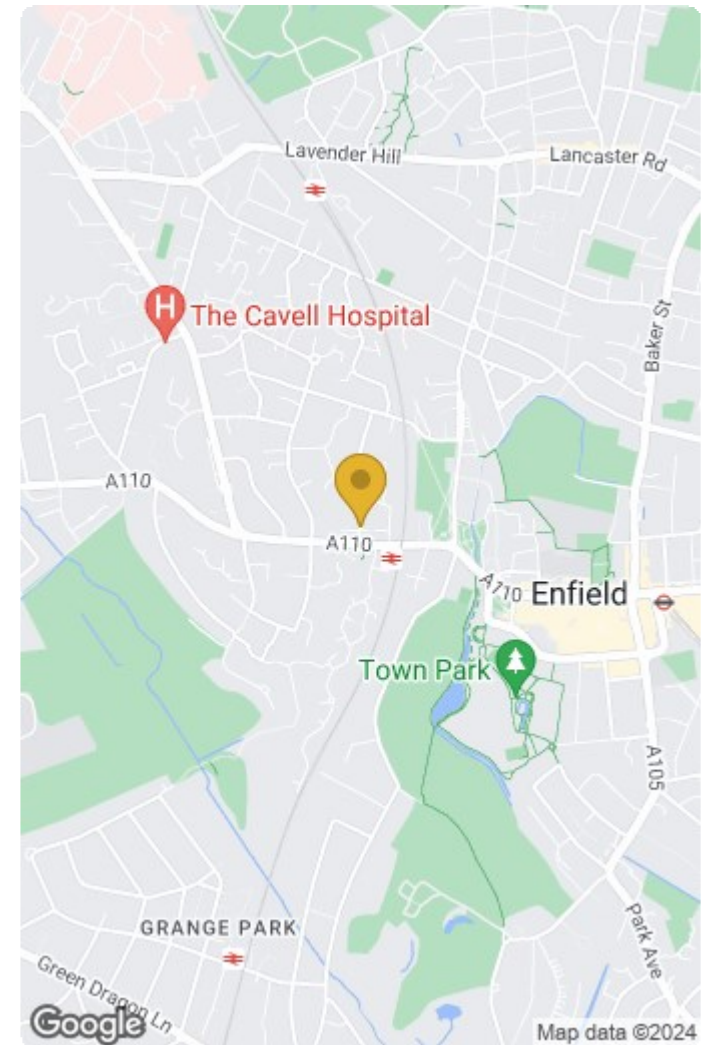 Lavender Hill
Lancaster Rd
H
The Cavell Hospital
Baker St
A110
A110
A110
Enfield
Town Park
A105
GRANGE PARK
Park Ave
Green Dragon Ln
Google
Map data ©2024